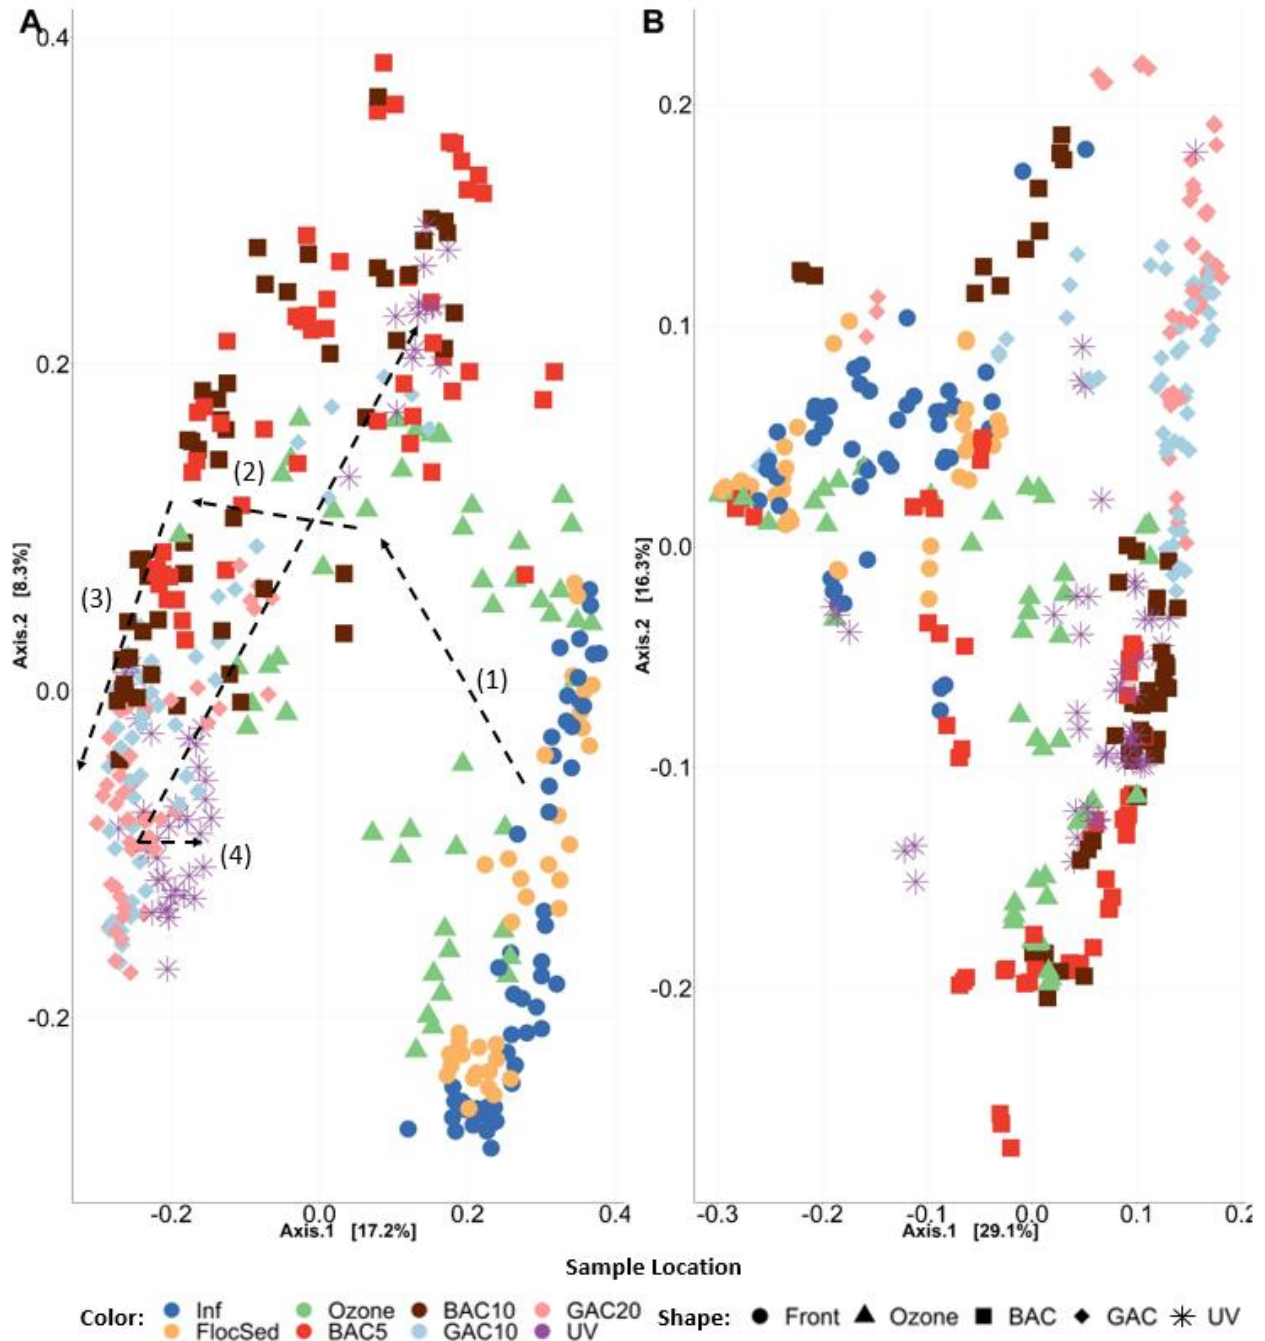 A
B
0.4
0.2
0.0
-0.2
Axis.2 [8.3%]
(1)
(2)
(3)
(4)
-0.2 0.0 0.2 0.4
Axis.1 [17.2%]
0.2
0.1
0.0
-0.1
-0.2
Axis.2 [16.3%]
-0.3 -0.2 -0.1 0.0 0.1 0.2
Axis.1 [29.1%]
Sample Location
Color: Inf Ozone BAC10 GAC20 Shape: Front Ozone BAC GAC UV
FlocSed BAC5 GAC10 UV